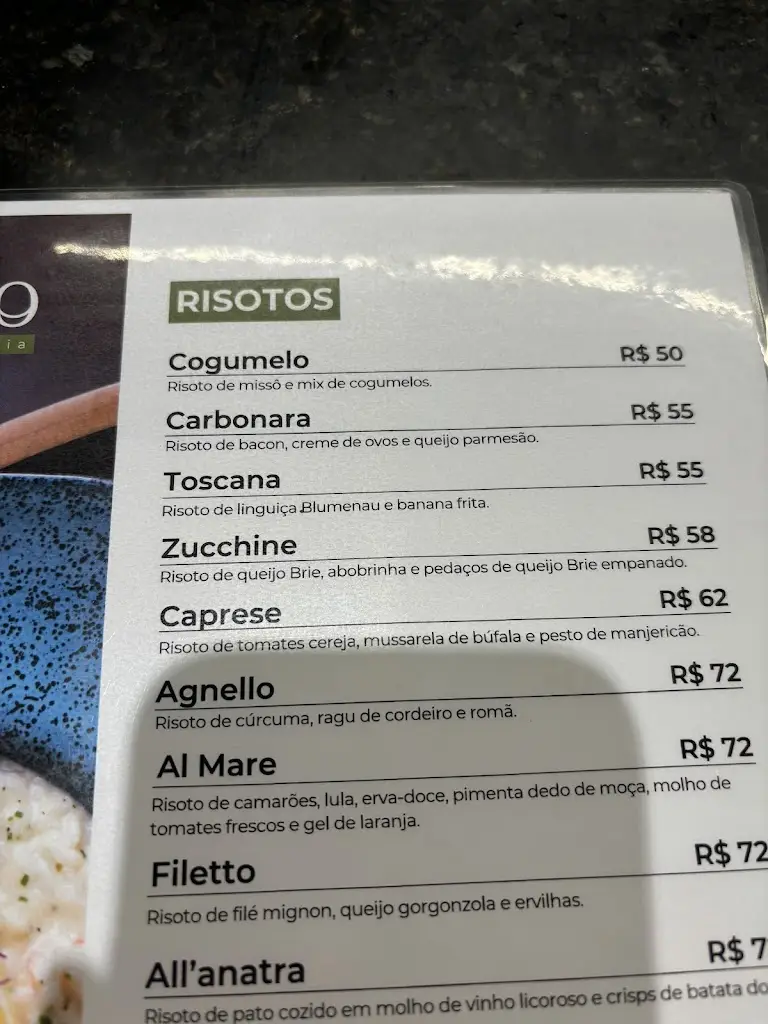 RISOTOS
Cogumelo R$ 50
Risoto de missô e mix de cogumelos.
Carbonara R$ 55
Risoto de bacon, creme de ovos e queijo parmesão.
Toscana R$ 55
Risoto de linguiça Blumenau e banana frita.
Zucchine R$ 58
Risoto de queijo Brie, abobrinha e pedaços de queijo Brie empanado.
Caprese R$ 62
Risoto de tomates cereja, mussarela de búfala e pesto de manjericão.
Agnello R$ 72
Risoto de cúrcuma, ragu de cordeiro e romã.
Al Mare R$ 72
Risoto de camarões, lula, erva-doce, pimenta dedo de moça, molho de
tomates frescos e gel de laranja.
Filetto R$ 72
Risoto de filé mignon, queijo gorgonzola e ervilhas.
All'anatra R$ 7
Risoto de pato cozido em molho de vinho licoroso e crisps de batata do